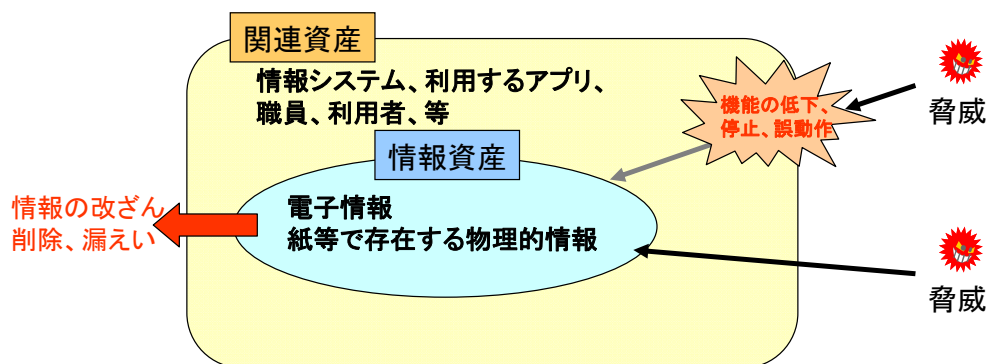 関連資産
情報システム、利用するアプリ、
職員、利用者、等
機能の低下、
停止、誤動作
脅威
情報資産
電子情報
紙等で存在する物理的情報
情報の改ざん
削除、漏えい
脅威